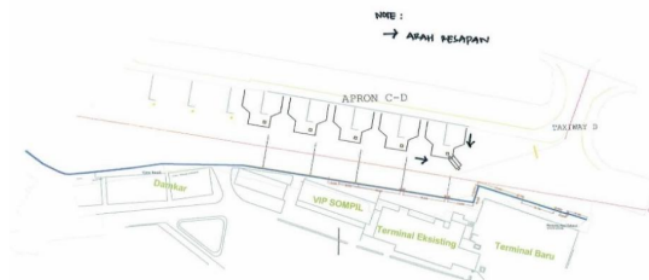 NOTE :
→ ARAH RESAPAN
APRON C-D
TAXIWAY D
Damkar
VIP SOMPIL
Terminal Eksisting
Terminal Baru